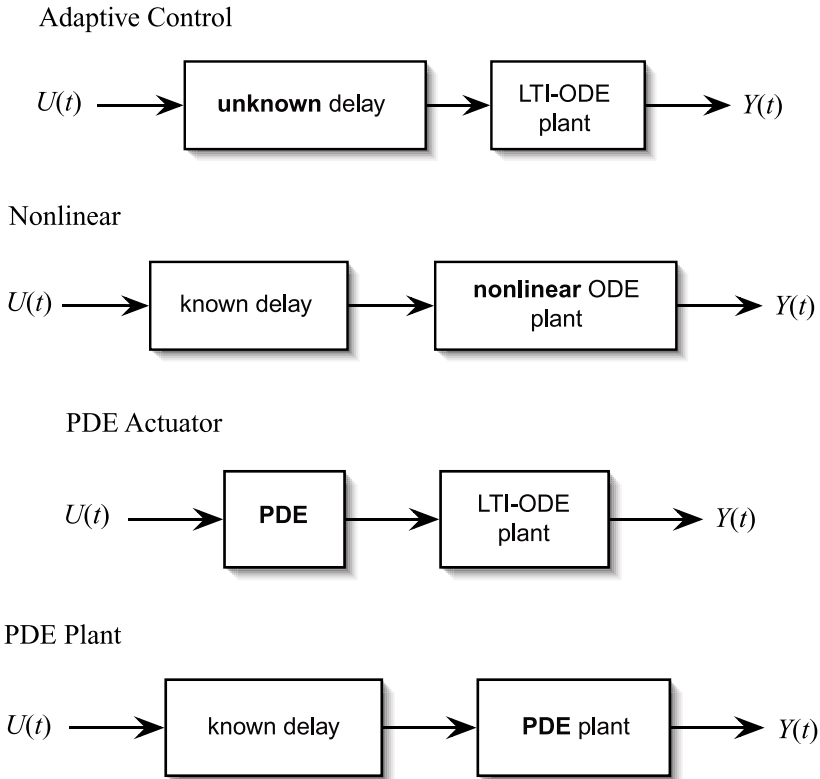 Adaptive Control
U(t)
unknown delay
LTI-ODE
plant
Y(t)
Nonlinear
U(t)
known delay
nonlinear ODE
plant
Y(t)
PDE Actuator
U(t)
PDE
LTI-ODE
plant
Y(t)
PDE Plant
U(t)
known delay
PDE plant
Y(t)